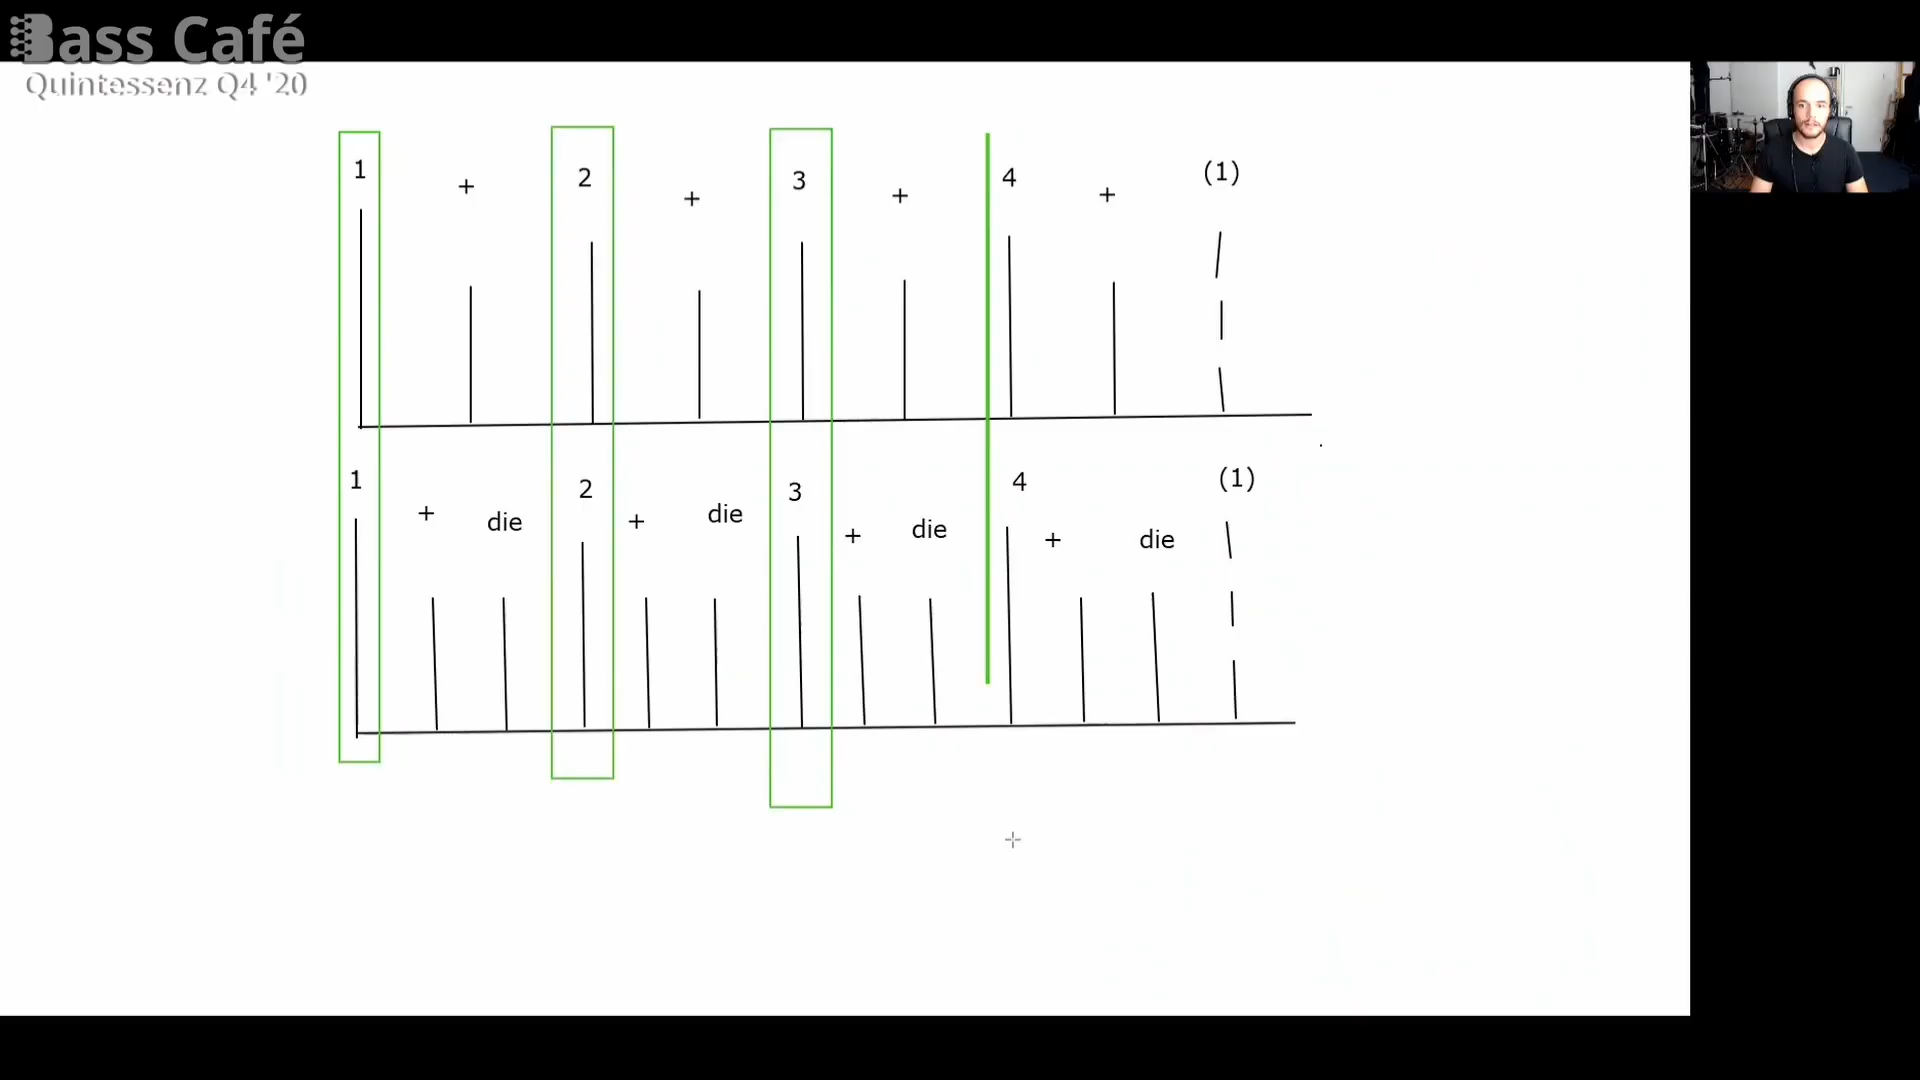 Bass Café
Quintessenz Q4 '20
1 + 2 + 3 + 4 + (1)
1 + die 2 + die 3 + die 4 + die (1)